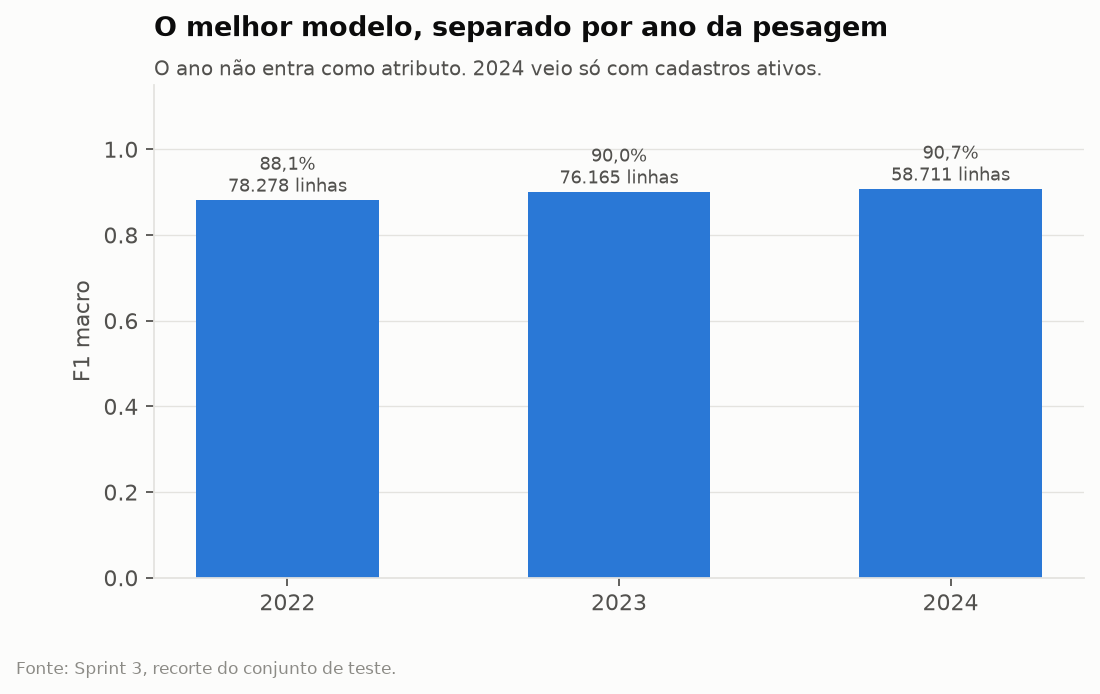 O melhor modelo, separado por ano da pesagem
O ano não entra como atributo. 2024 veio só com cadastros ativos.
F1 macro
1.0
0.8
0.6
0.4
0.2
0.0
88,1%
78.278 linhas
90,0%
76.165 linhas
90,7%
58.711 linhas
2022
2023
2024
Fonte: Sprint 3, recorte do conjunto de teste.